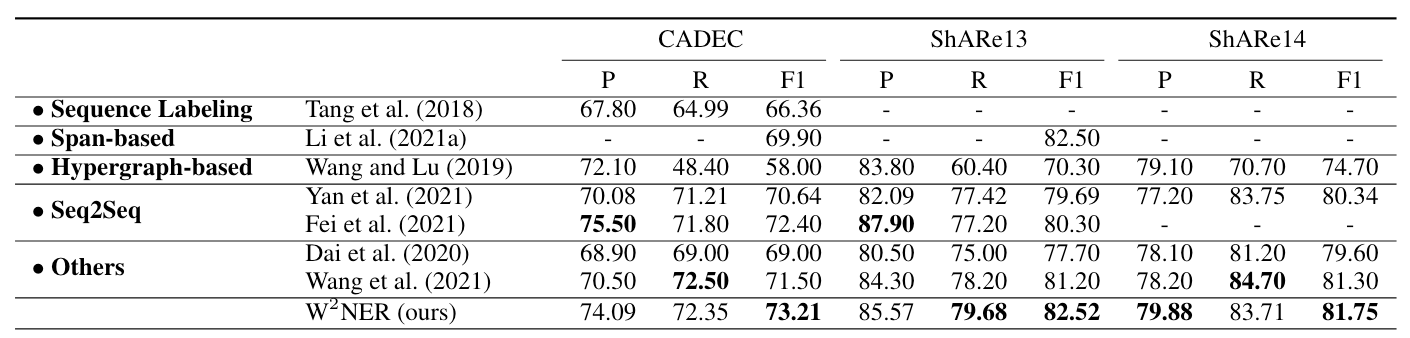 CADEC ShARe13 ShARe14
P R F1 P R F1 P R F1
● Sequence Labeling Tang et al. (2018) 67.80 64.99 66.36 - - - - - -
● Span-based Li et al. (2021a) - - 69.90 - - 82.50 - - -
● Hypergraph-based Wang and Lu (2019) 72.10 48.40 58.00 83.80 60.40 70.30 79.10 70.70 74.70
● Seq2Seq
Yan et al. (2021) 70.08 71.21 70.64 82.09 77.42 79.69 77.20 83.75 80.34
Fei et al. (2021) 75.50 71.80 72.40 87.90 77.20 80.30 - - -
● Others
Dai et al. (2020) 68.90 69.00 69.00 80.50 75.00 77.70 78.10 81.20 79.60
Wang et al. (2021) 70.50 72.50 71.50 84.30 78.20 81.20 78.20 84.70 81.30
W²NER (ours) 74.09 72.35 73.21 85.57 79.68 82.52 79.88 83.71 81.75